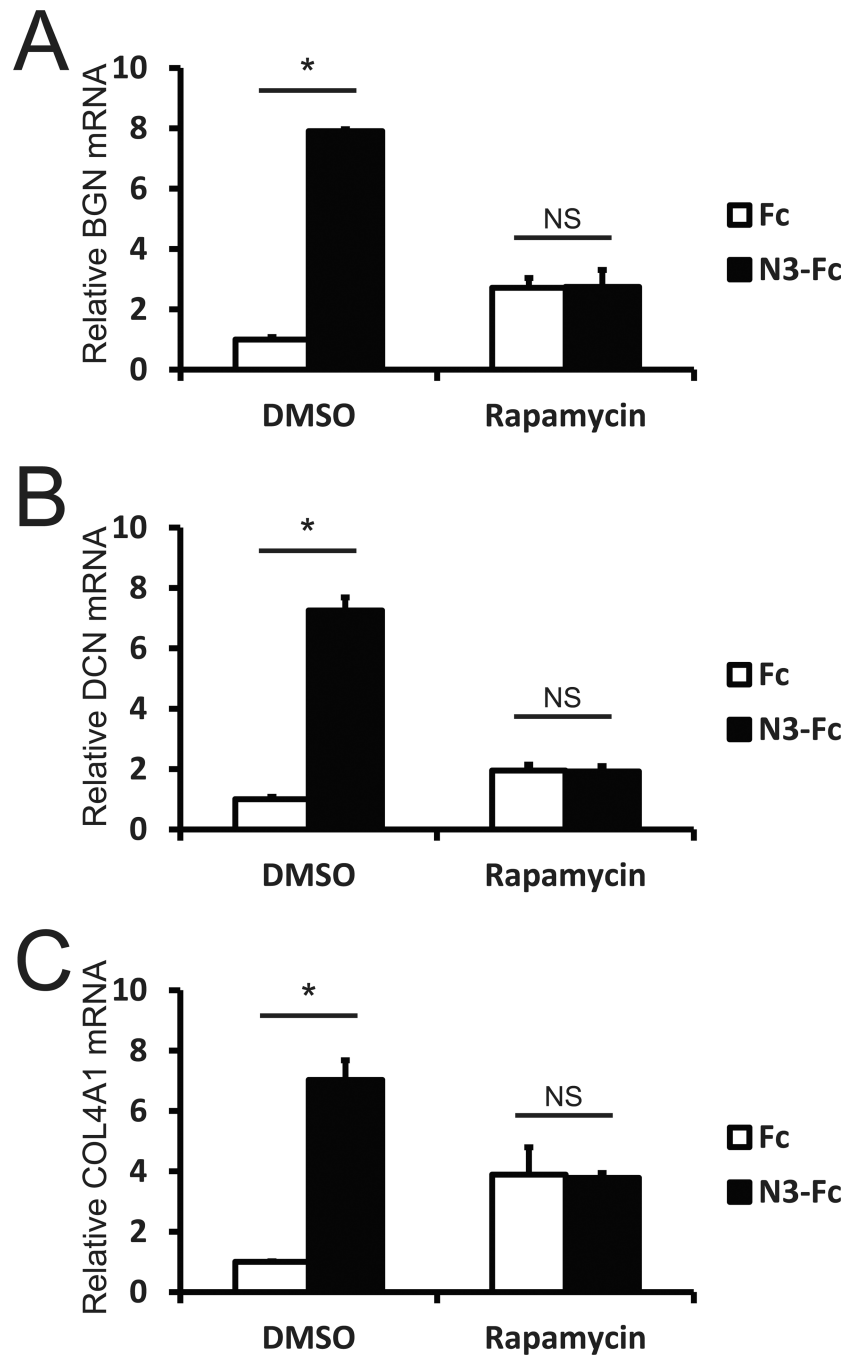 A
Relative BGN mRNA
10
8
6
4
2
0
*
NS
DMSO
Rapamycin
Fc
N3-Fc
B
Relative DCN mRNA
10
8
6
4
2
0
*
NS
DMSO
Rapamycin
Fc
N3-Fc
C
Relative COL4A1 mRNA
10
8
6
4
2
0
*
NS
DMSO
Rapamycin
Fc
N3-Fc